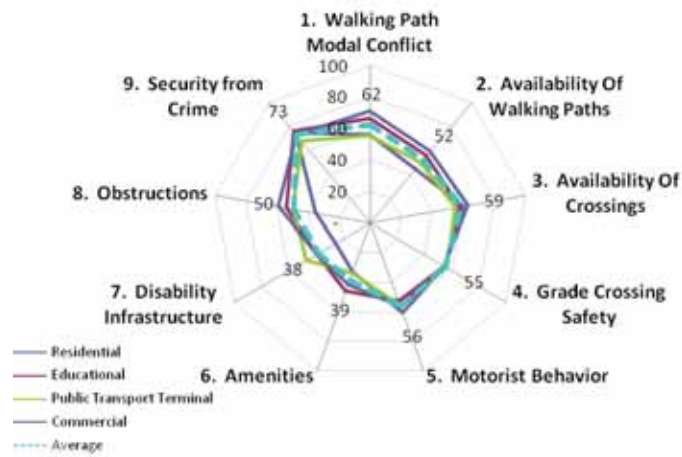 1. Walking Path
Modal Conflict
100
80
62
60
40
20
2. Availability Of
Walking Paths
52
3. Availability Of
Crossings
59
4. Grade Crossing
Safety
55
5. Motorist Behavior
56
6. Amenities
39
7. Disability
Infrastructure
38
8. Obstructions
50
9. Security from
Crime
73
-
Residential
Educational
Public Transport Terminal
Commercial
Average